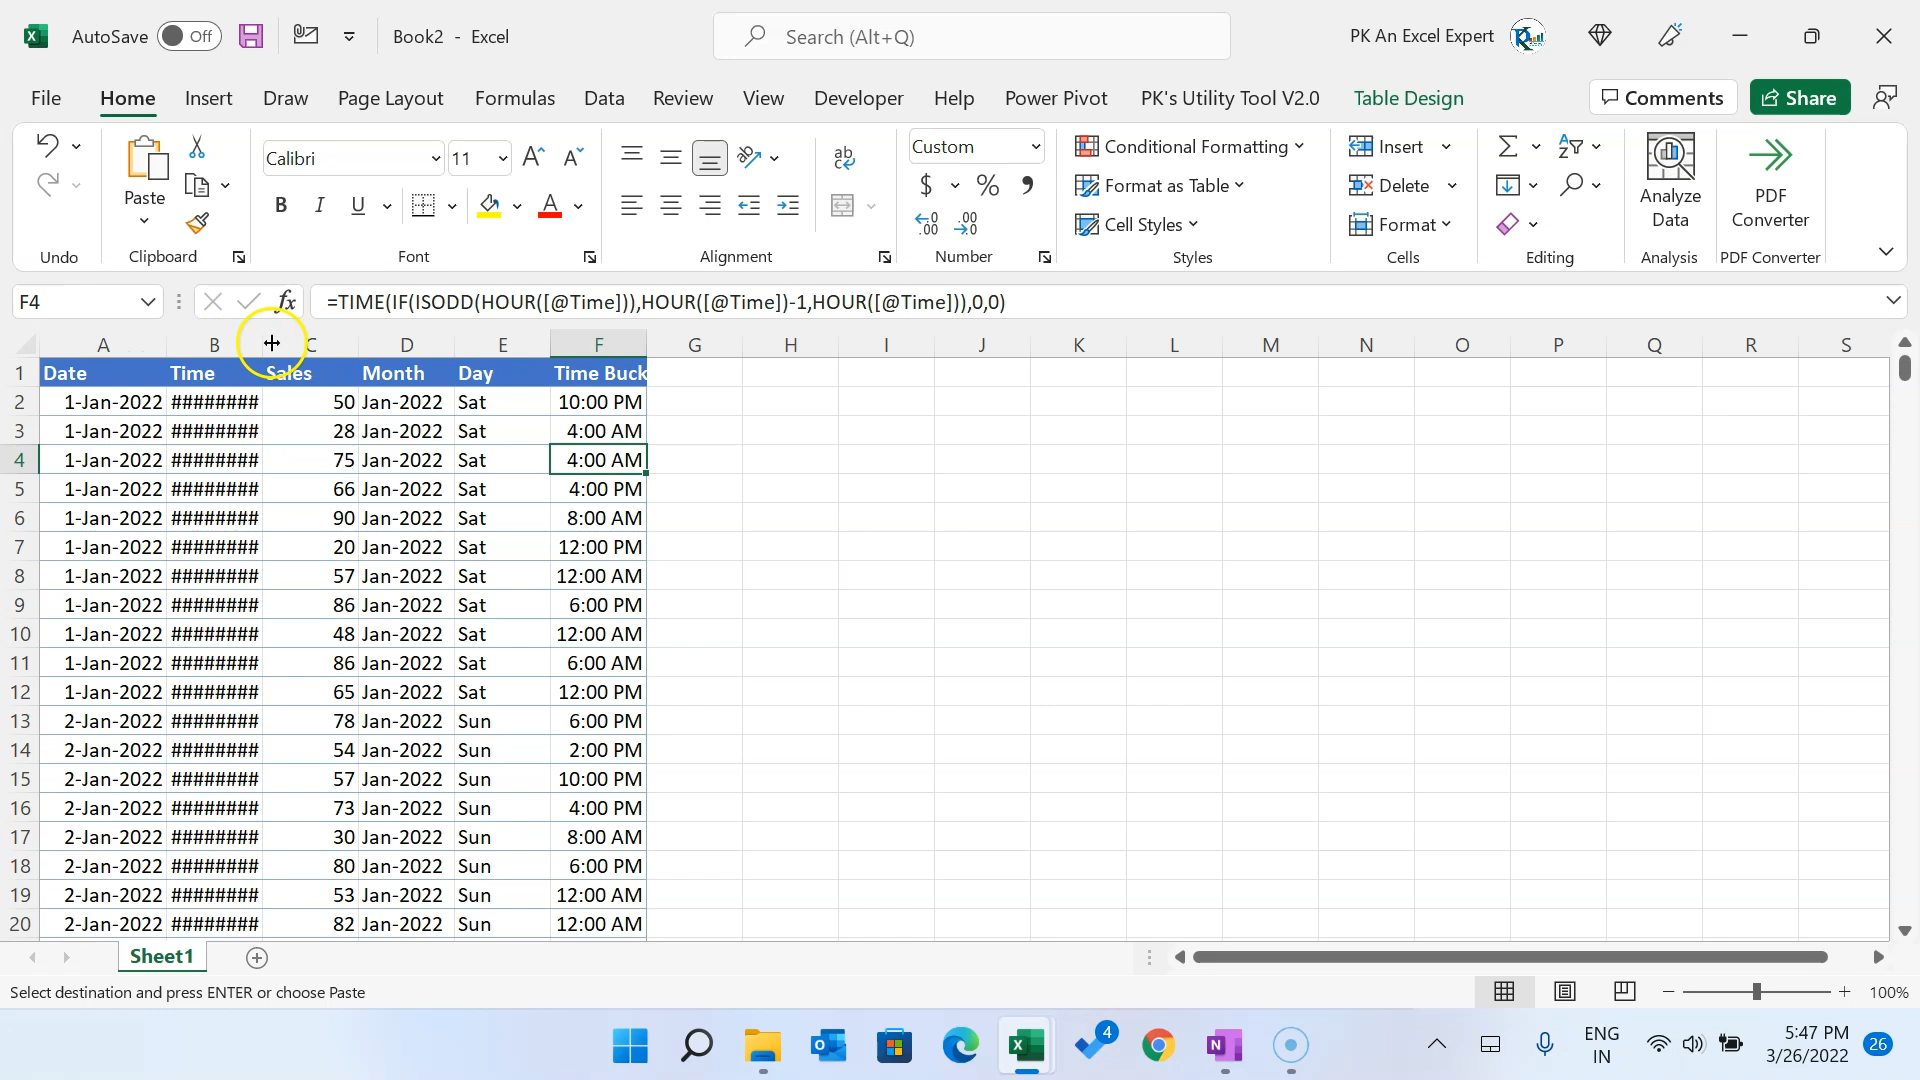 AutoSave Off Book2 - Excel Search (Alt+Q) PK An Excel Expert
File Home Insert Draw Page Layout Formulas Data Review View Developer Help Power Pivot PK's Utility Tool V2.0 Table Design Comments Share
Calibri 11 ab Custom Conditional Formatting Insert
Paste $ % Format as Table Delete Analyze Data PDF Converter
B I U A Cell Styles Format
Undo Clipboard Font Alignment Number Styles Cells Editing Analysis PDF Converter
F4 fx =TIME(IF(ISODD(HOUR([@Time])),HOUR([@Time])-1,HOUR([@Time])),0,0)
A B C D E F G H I J K L M N O P Q R S
1 Date Time Sales Month Day Time Buck
2 1-Jan-2022 ######## 50 Jan-2022 Sat 10:00 PM
3 1-Jan-2022 ######## 28 Jan-2022 Sat 4:00 AM
4 1-Jan-2022 ######## 75 Jan-2022 Sat 4:00 AM
5 1-Jan-2022 ######## 66 Jan-2022 Sat 4:00 PM
6 1-Jan-2022 ######## 90 Jan-2022 Sat 8:00 AM
7 1-Jan-2022 ######## 20 Jan-2022 Sat 12:00 PM
8 1-Jan-2022 ######## 57 Jan-2022 Sat 12:00 AM
9 1-Jan-2022 ######## 86 Jan-2022 Sat 6:00 PM
10 1-Jan-2022 ######## 48 Jan-2022 Sat 12:00 AM
11 1-Jan-2022 ######## 86 Jan-2022 Sat 6:00 AM
12 1-Jan-2022 ######## 65 Jan-2022 Sat 12:00 PM
13 2-Jan-2022 ######## 78 Jan-2022 Sun 6:00 PM
14 2-Jan-2022 ######## 54 Jan-2022 Sun 2:00 PM
15 2-Jan-2022 ######## 57 Jan-2022 Sun 10:00 PM
16 2-Jan-2022 ######## 73 Jan-2022 Sun 4:00 PM
17 2-Jan-2022 ######## 30 Jan-2022 Sun 8:00 AM
18 2-Jan-2022 ######## 80 Jan-2022 Sun 6:00 PM
19 2-Jan-2022 ######## 53 Jan-2022 Sun 12:00 AM
20 2-Jan-2022 ######## 82 Jan-2022 Sun 12:00 AM
Sheet1
Select destination and press ENTER or choose Paste 100%
4 ENG 5:47 PM
IN 3/26/2022 26